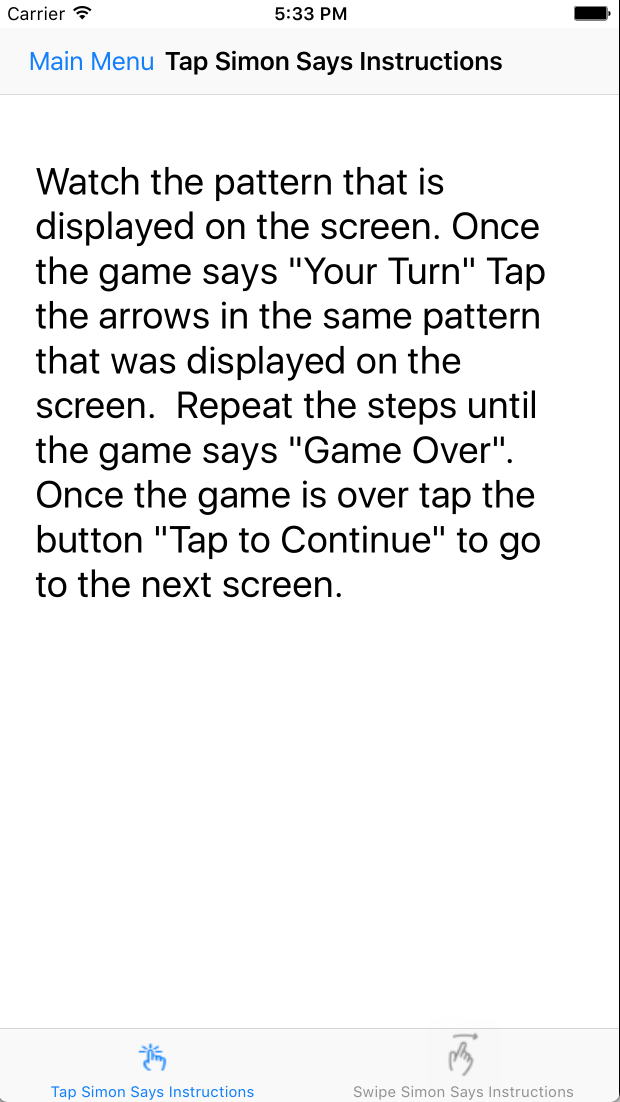 Carrier 5:33 PM
Main Menu Tap Simon Says Instructions
Watch the pattern that is
displayed on the screen. Once
the game says "Your Turn" Tap
the arrows in the same pattern
that was displayed on the
screen.  Repeat the steps until
the game says "Game Over".
Once the game is over tap the
button "Tap to Continue" to go
to the next screen.
Tap Simon Says Instructions Swipe Simon Says Instructions